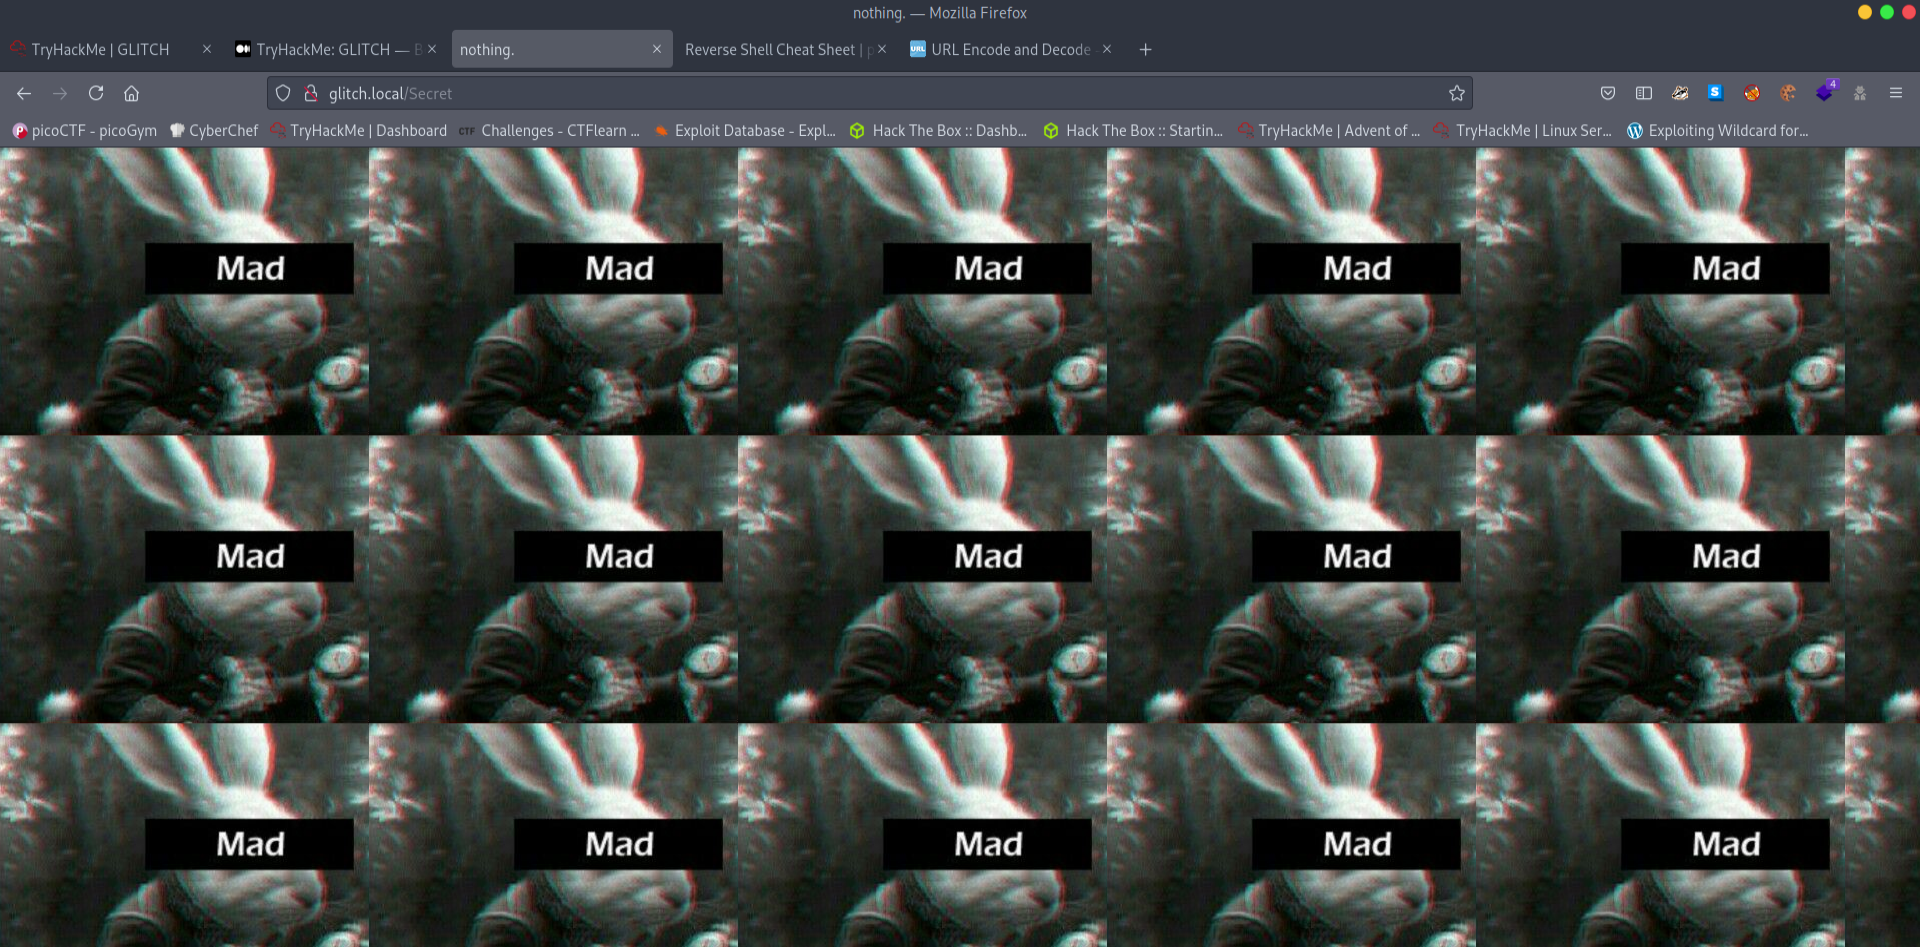 nothing. — Mozilla Firefox
TryHackMe | GLITCH
TryHackMe: GLITCH —
nothing.
Reverse Shell Cheat Sheet |
URL Encode and Decode
URL
glitch.local/Secret
4
S
picoCTF - picoGym
CyberChef
TryHackMe | Dashboard
CTF
Challenges - CTFlearn ...
Exploit Database - Expl...
Hack The Box :: Dashb...
Hack The Box :: Startin...
TryHackMe | Advent of ...
TryHackMe | Linux Ser...
Exploiting Wildcard for...
Mad Mad Mad Mad Mad
Mad Mad Mad Mad Mad
Mad Mad Mad Mad Mad